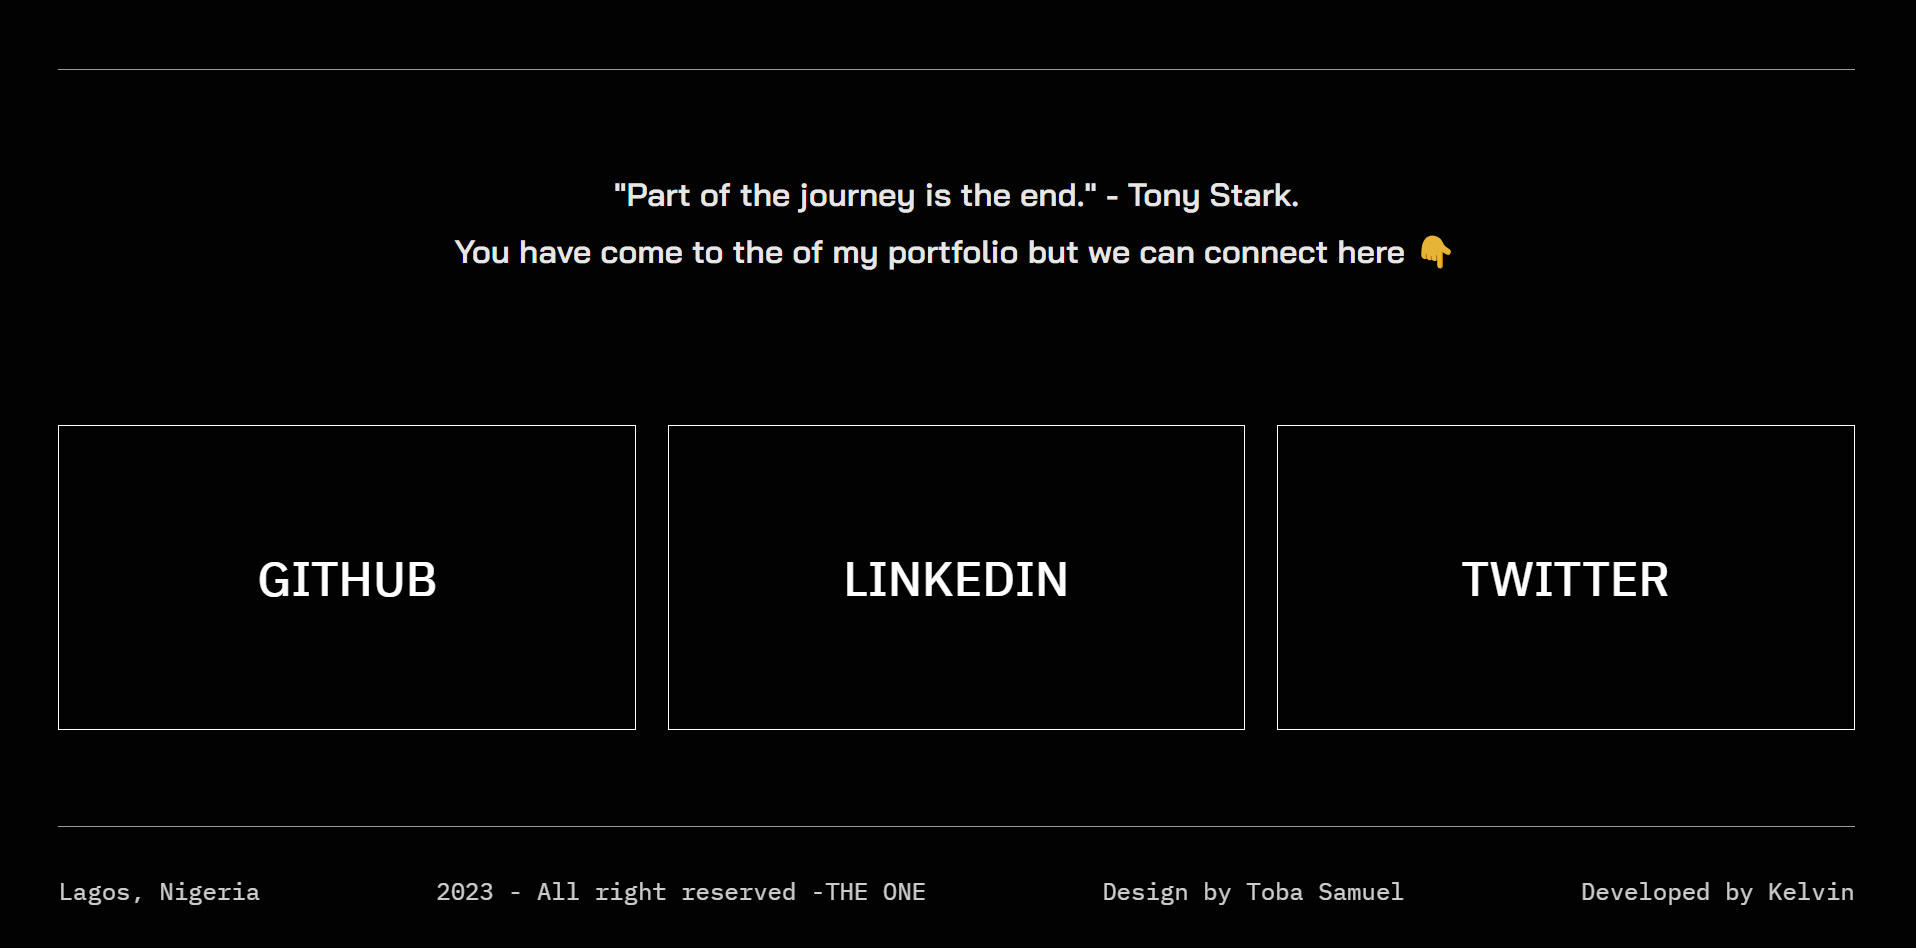 "Part of the journey is the end." - Tony Stark.
You have come to the of my portfolio but we can connect here 👇
GITHUB
LINKEDIN
TWITTER
Lagos, Nigeria
2023 - All right reserved -THE ONE
Design by Toba Samuel
Developed by Kelvin